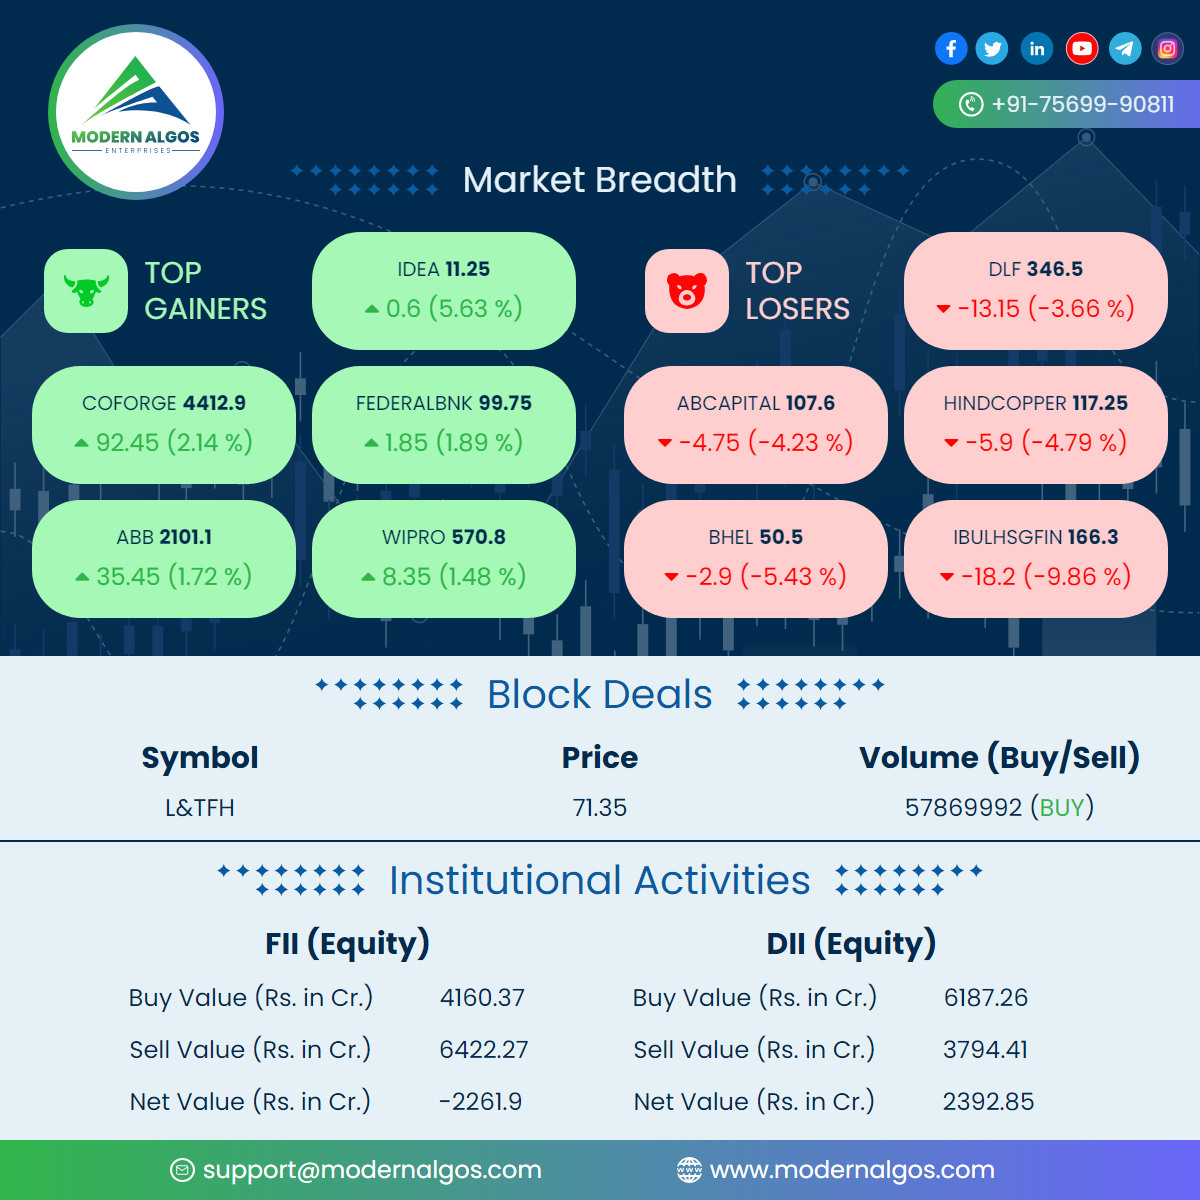 MODERN ALGOS
ENTERPRISES
+91-75699-90811
Market Breadth
TOP
GAINERS
IDEA 11.25
0.6 (5.63 %)
COFORGE 4412.9
92.45 (2.14 %)
FEDERALBNK 99.75
1.85 (1.89 %)
ABB 2101.1
35.45 (1.72 %)
WIPRO 570.8
8.35 (1.48 %)
TOP
LOSERS
DLF 346.5
-13.15 (-3.66 %)
ABCAPITAL 107.6
-4.75 (-4.23 %)
HINDCOPPER 117.25
-5.9 (-4.79 %)
BHEL 50.5
-2.9 (-5.43 %)
IBULHSGFIN 166.3
-18.2 (-9.86 %)
Block Deals
Symbol Price Volume (Buy/Sell)
L&TFH 71.35 57869992 (BUY)
Institutional Activities
FII (Equity)
Buy Value (Rs. in Cr.) 4160.37
Sell Value (Rs. in Cr.) 6422.27
Net Value (Rs. in Cr.) -2261.9
DII (Equity)
Buy Value (Rs. in Cr.) 6187.26
Sell Value (Rs. in Cr.) 3794.41
Net Value (Rs. in Cr.) 2392.85
support@modernalgos.com
www.modernalgos.com